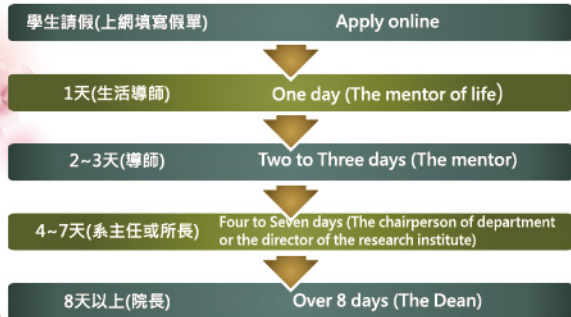 學生請假(上網填寫假單) Apply online
1天(生活導師) One day (The mentor of life)
2~3天(導師) Two to Three days (The mentor)
4~7天(系主任或所長) Four to Seven days (The chairperson of department
or the director of the research institute)
8天以上(院長) Over 8 days (The Dean)